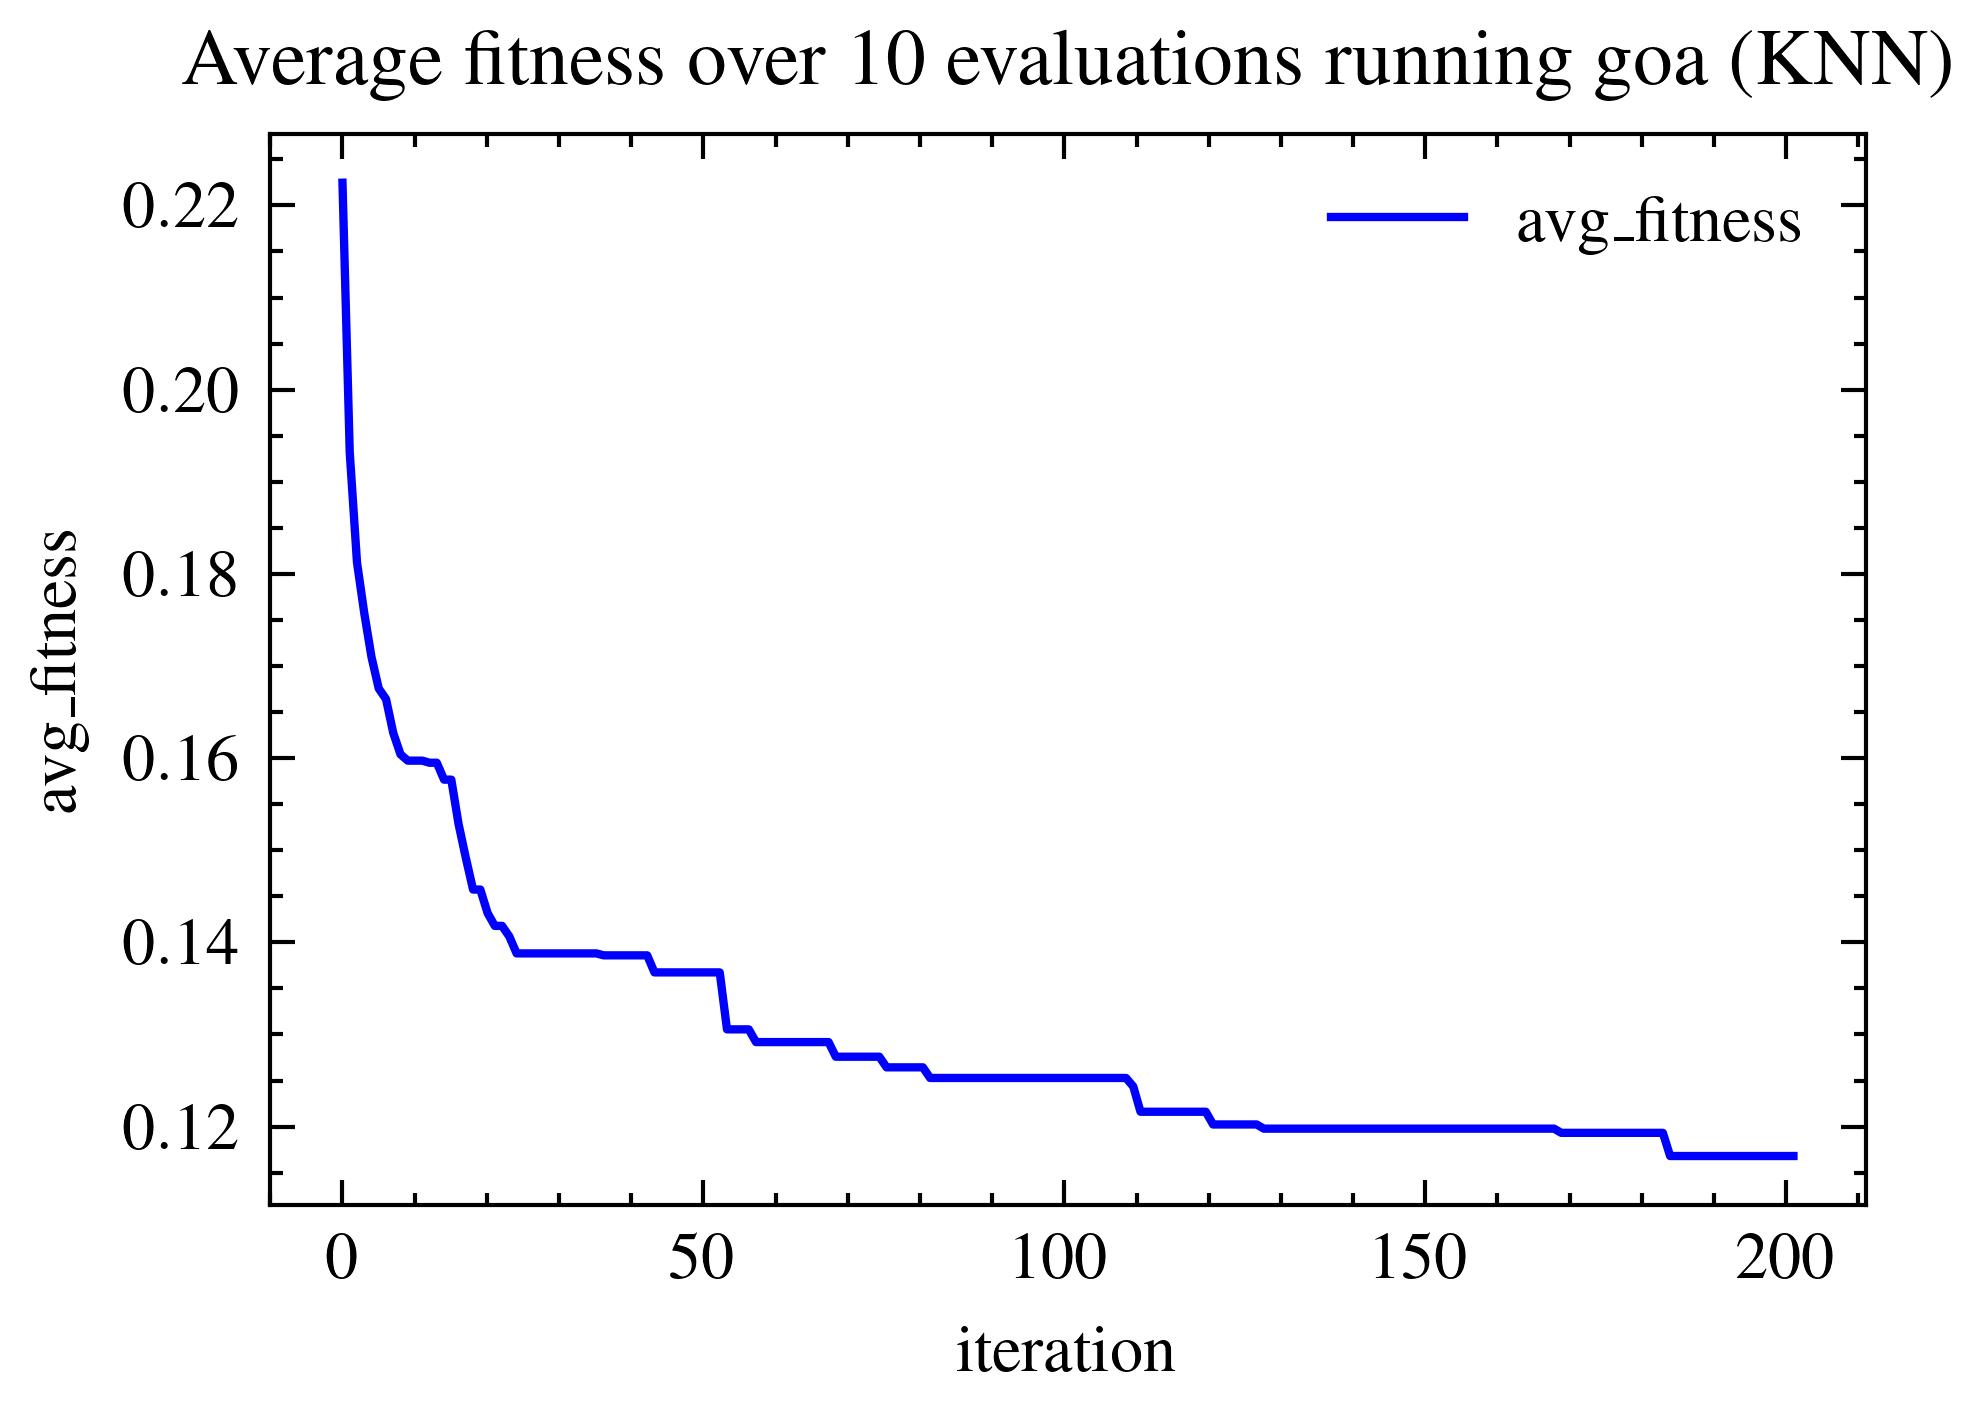 Average fitness over 10 evaluations running goa (KNN)
avg_fitness
0.22
0.20
0.18
0.16
0.14
0.12
avg_fitness
0 50 100 150 200
iteration